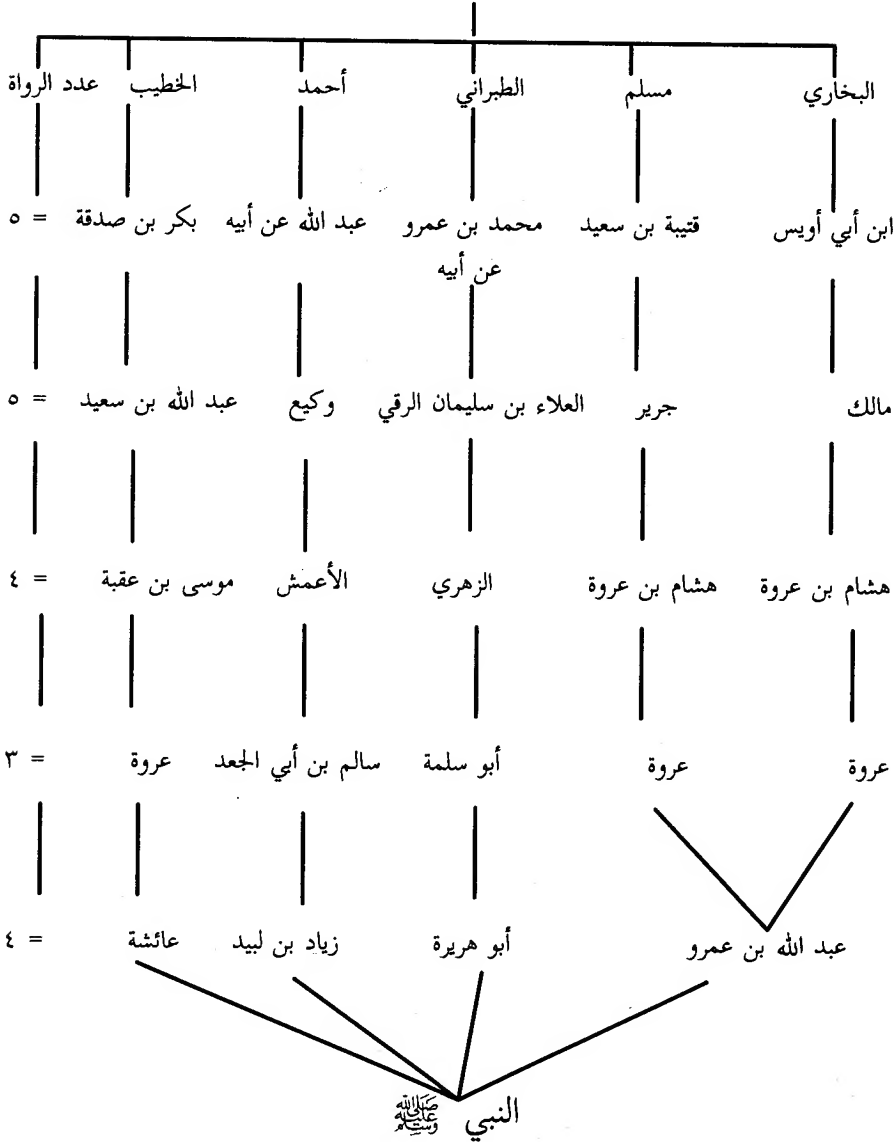 البخاري مسلم الطبراني أحمد الخطيب عدد الرواة
ابن أبي أويس قتيبة بن سعيد محمد بن عمرو عبد الله عن أبيه بكر بن صدقة = ٥
عن أبيه
مالك جرير العلاء بن سليمان الرقي وكيع عبد الله بن سعيد = ٥
هشام بن عروة هشام بن عروة الزهري الأعمش موسى بن عقبة = ٤
عروة عروة أبو سلمة سالم بن أبي الجعد عروة = ٣
عبد الله بن عمرو أبو هريرة زياد بن لبيد عائشة = ٤
النبي ﷺ